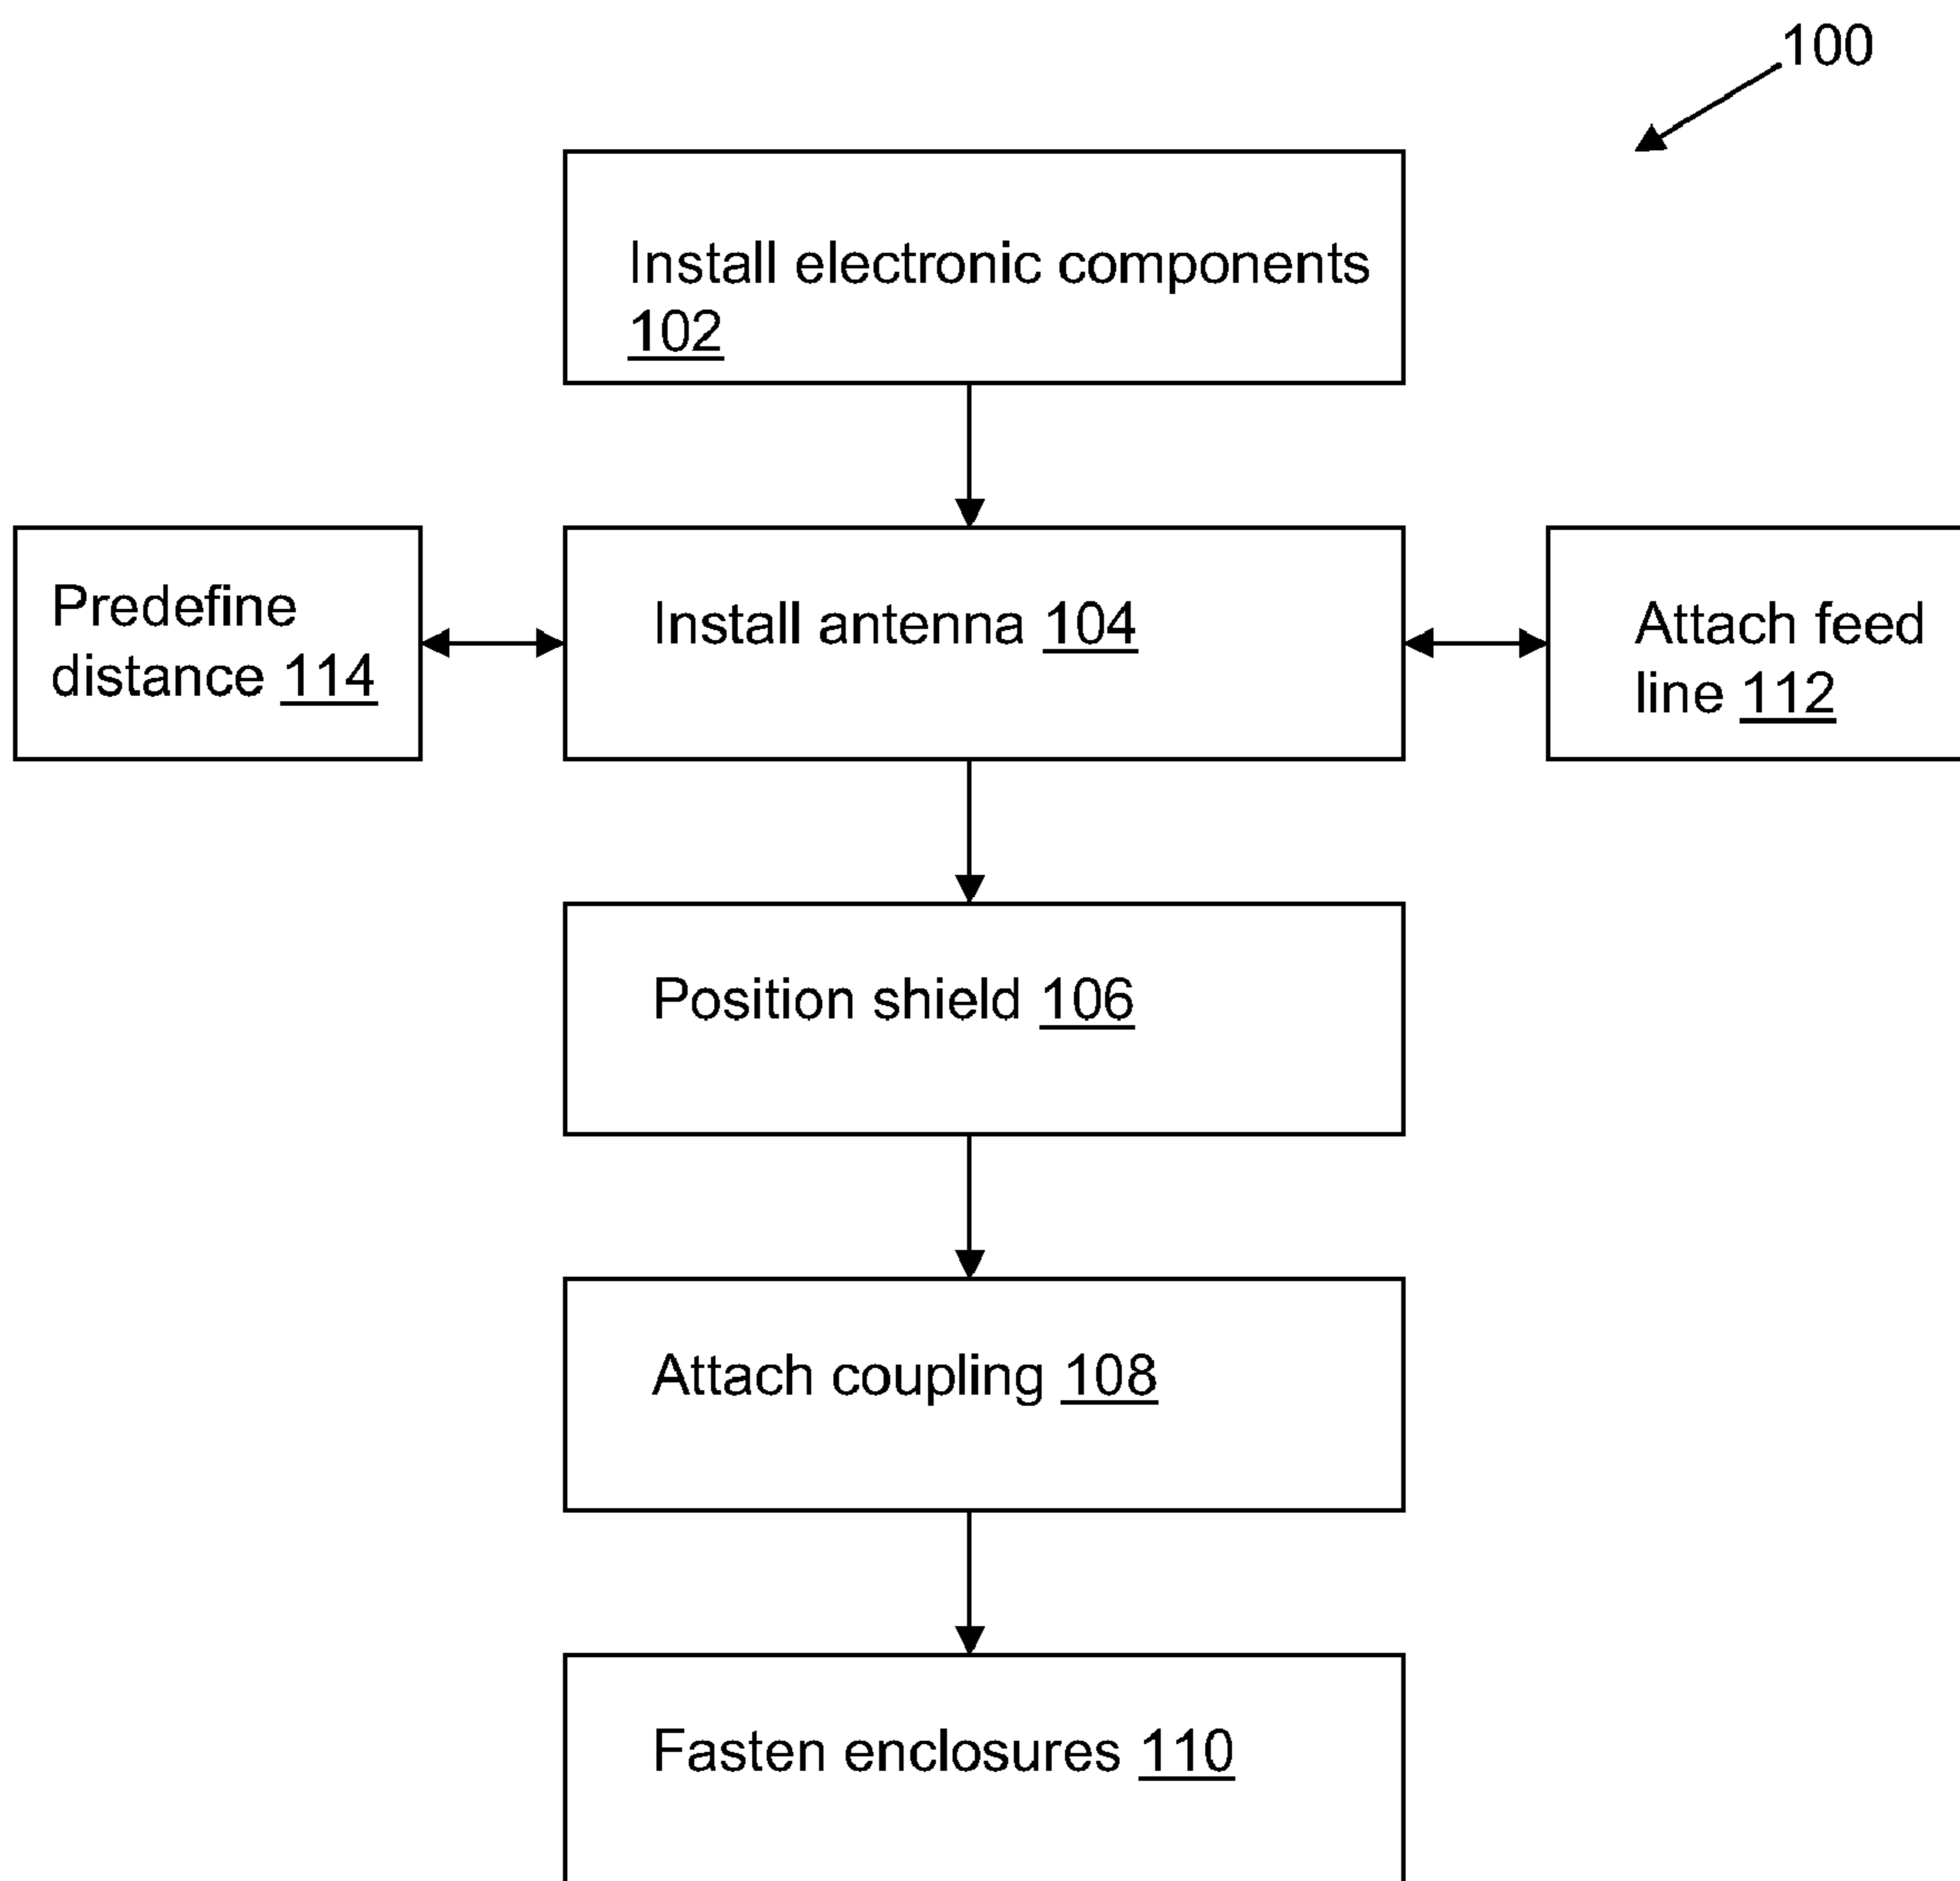 100
Install electronic components
102
Predefine
distance 114
Install antenna 104
Attach feed
line 112
Position shield 106
Attach coupling 108
Fasten enclosures 110